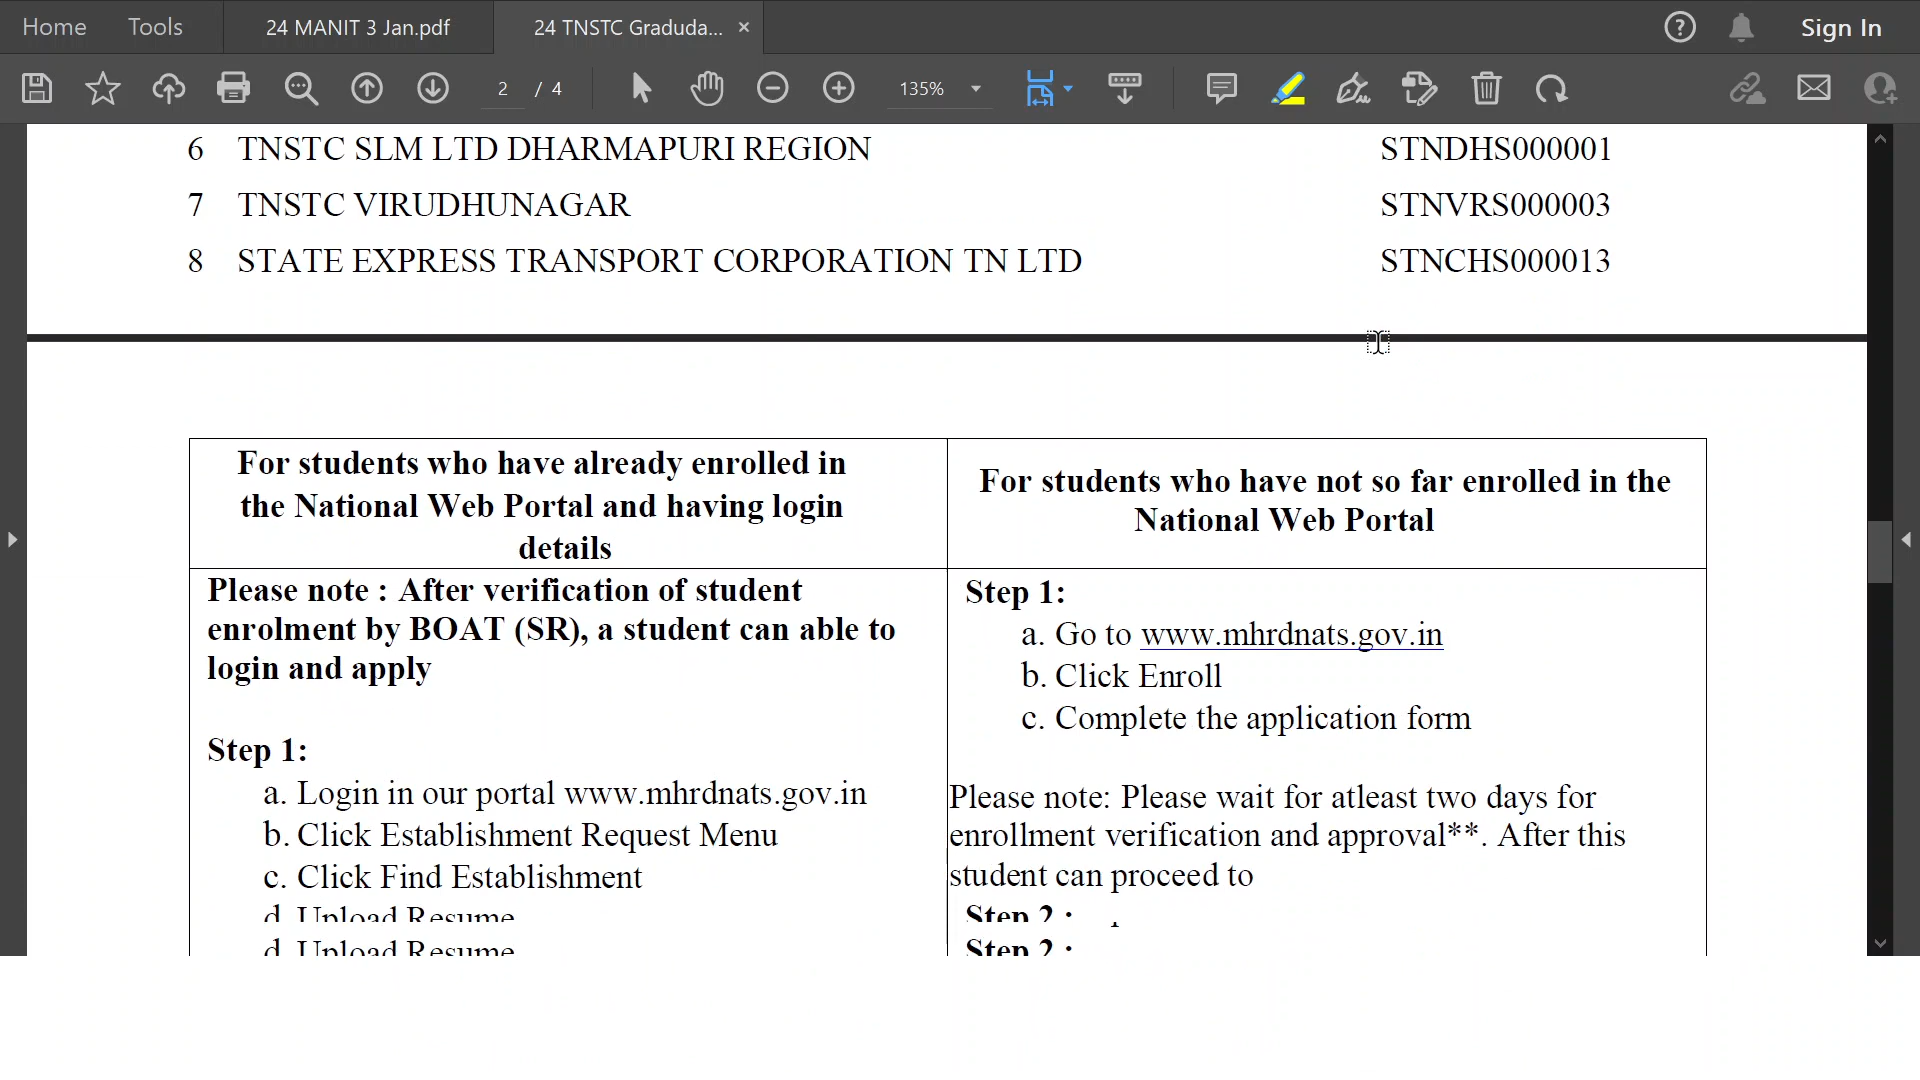 Home Tools 24 MANIT 3 Jan.pdf 24 TNSTC Graduda... × Sign In
2 / 4 135%
6 TNSTC SLM LTD DHARMAPURI REGION STNDHS000001
7 TNSTC VIRUDHUNAGAR STNVRS000003
8 STATE EXPRESS TRANSPORT CORPORATION TN LTD STNCHS000013
For students who have already enrolled in
the National Web Portal and having login
details
For students who have not so far enrolled in the
National Web Portal
Please note : After verification of student
enrolment by BOAT (SR), a student can able to
login and apply
Step 1:
a. Login in our portal www.mhrdnats.gov.in
b. Click Establishment Request Menu
c. Click Find Establishment
d. Upload Resume
d. Upload Resume
Step 1:
a. Go to www.mhrdnats.gov.in
b. Click Enroll
c. Complete the application form
Please note: Please wait for atleast two days for
enrollment verification and approval**. After this
student can proceed to
Step 2 :
Step 2 :